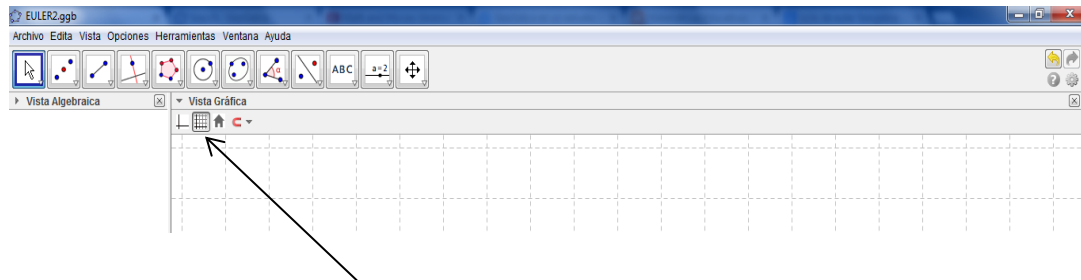 EULER2.ggb
Archivo Edita Vista Opciones Herramientas Ventana Ayuda
α ABC a=2
Vista Algebraica Vista Gráfica